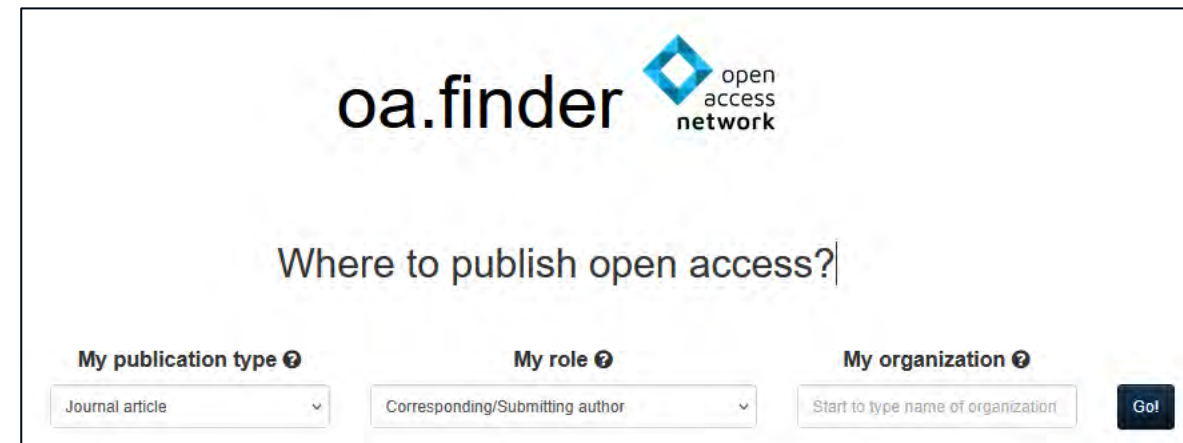 oa.finder
open
access
network
Where to publish open access?
My publication type
My role
My organization
Journal article
Corresponding/Submitting author
Start to type name of organization
Go!